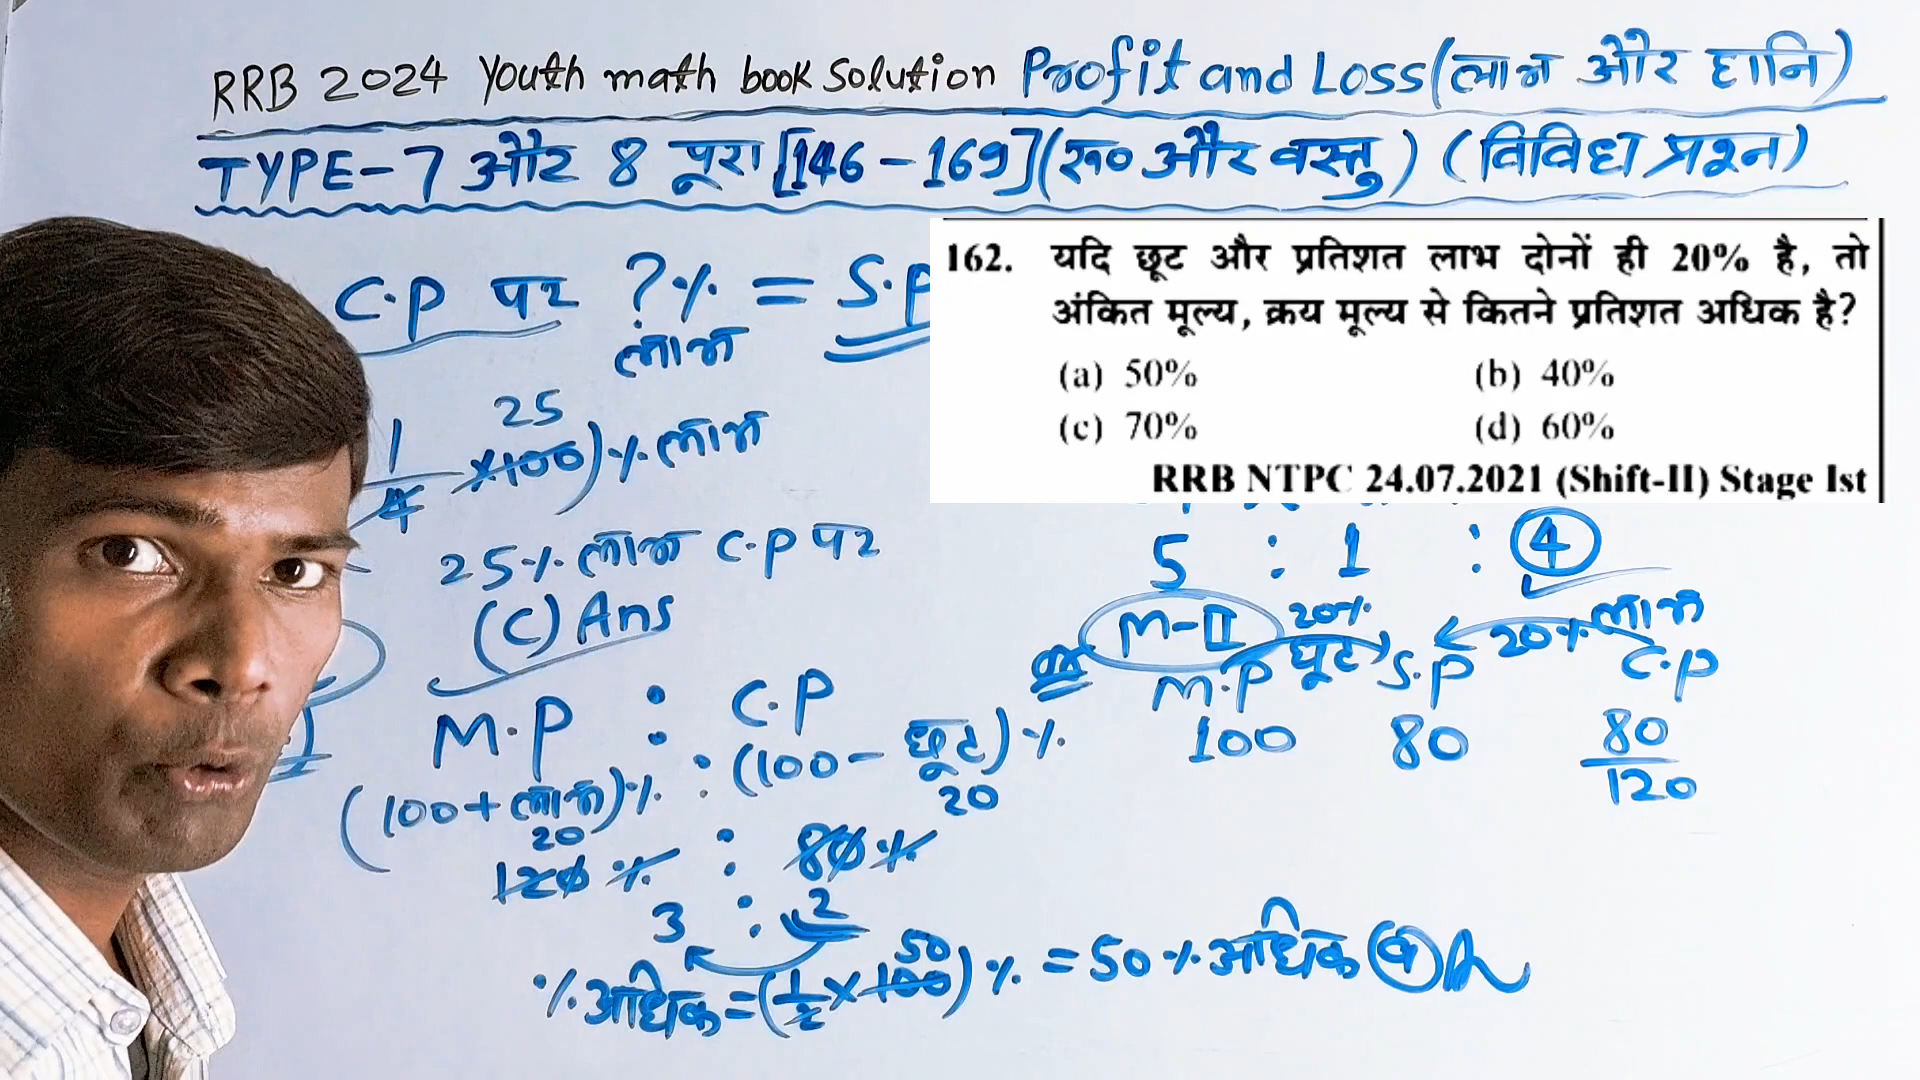 RRB 2024 Youth math book Solution Profit and Loss (लाभ और हानि)
TYPE-7 और 8 पूरा [146-169] (रू० और वस्तु) (विविध प्रश्न)
C.P पर ?% = S.P
लाभ
1/4 × 100)% लाभ
25
25% लाभ C.P पर
(C) Ans
162. यदि छूट और प्रतिशत लाभ दोनों ही 20% है, तो
अंकित मूल्य, क्रय मूल्य से कितने प्रतिशत अधिक है?
(a) 50% (b) 40%
(c) 70% (d) 60%
RRB NTPC 24.07.2021 (Shift-II) Stage Ist
5 : 1 : 4
M-II 20% छूट 20% लाभ
M.P S.P C.P
100 80 80/120
M.P : C.P
(100+लाभ)% : (100-छूट)%
20 20
120% : 80%
3 : 2
50
% अधिक = (1/2 × 100)% = 50% अधिक (a)